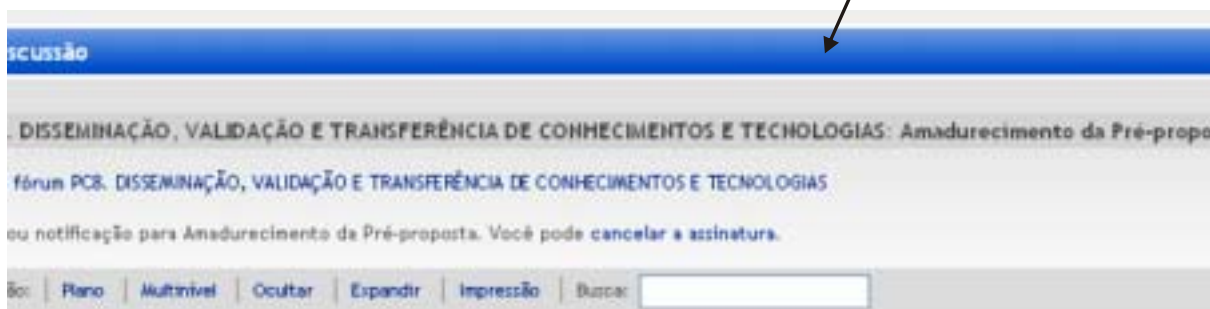 scussão
. DISSEMINAÇÃO, VALIDAÇÃO E TRANSFERÊNCIA DE CONHECIMENTOS E TECNOLOGIAS: Amadurecimento da Pré-propo
fórum PC8. DISSEMINAÇÃO, VALIDAÇÃO E TRANSFERÊNCIA DE CONHECIMENTOS E TECNOLOGIAS
ou notificação para Amadurecimento da Pré-proposta. Você pode cancelar a assinatura.
ão: | Plano | Multinível | Ocultar | Expandir | Impressão | Busca: